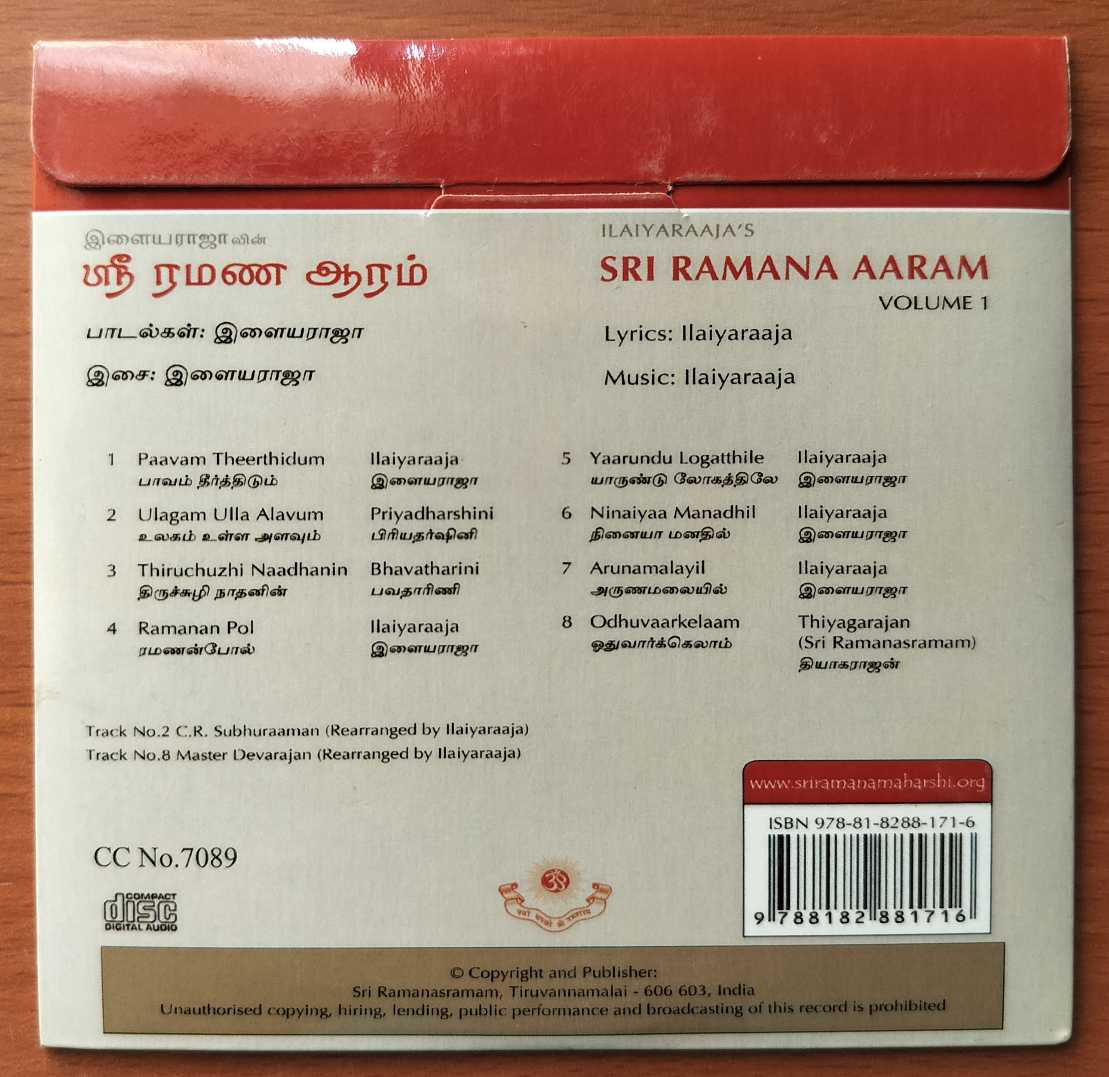 இளையராஜாவின்
ஸ்ரீ ரமண ஆரம்
பாடல்கள்: இளையராஜா
இசை: இளையராஜா
ILAIYARAAJA'S
SRI RAMANA AARAM
VOLUME 1
Lyrics: Ilaiyaraaja
Music: Ilaiyaraaja
1 Paavam Theerthidum Ilaiyaraaja
பாவம் தீர்த்திடும் இளையராஜா
2 Ulagam Ulla Alavum Priyadharshini
உலகம் உள்ள அளவும் பிரியதர்ஷினி
3 Thiruchuzhi Naadhanin Bhavatharini
திருச்சுழி நாதனின் பவதாரிணி
4 Ramanan Pol Ilaiyaraaja
ரமணன்போல் இளையராஜா
5 Yaarundu Logatthile Ilaiyaraaja
யாருண்டு லோகத்திலே இளையராஜா
6 Ninaiyaa Manadhil Ilaiyaraaja
நினையா மனதில் இளையராஜா
7 Arunamalayil Ilaiyaraaja
அருணமலையில் இளையராஜா
8 Odhuvaarkelaam Thiyagarajan
ஓதுவார்க்கெலாம் (Sri Ramanasramam)
தியாகராஜன்
Track No.2 C.R. Subhuraaman (Rearranged by Ilaiyaraaja)
Track No.8 Master Devarajan (Rearranged by Ilaiyaraaja)
www.sriramanamaharshi.org
ISBN 978-81-8288-171-6
9 788182 881716
CC No.7089
COMPACT
disc
DIGITAL AUDIO
© Copyright and Publisher:
Sri Ramanasramam, Tiruvannamalai - 606 603, India
Unauthorised copying, hiring, lending, public performance and broadcasting of this record is prohibited